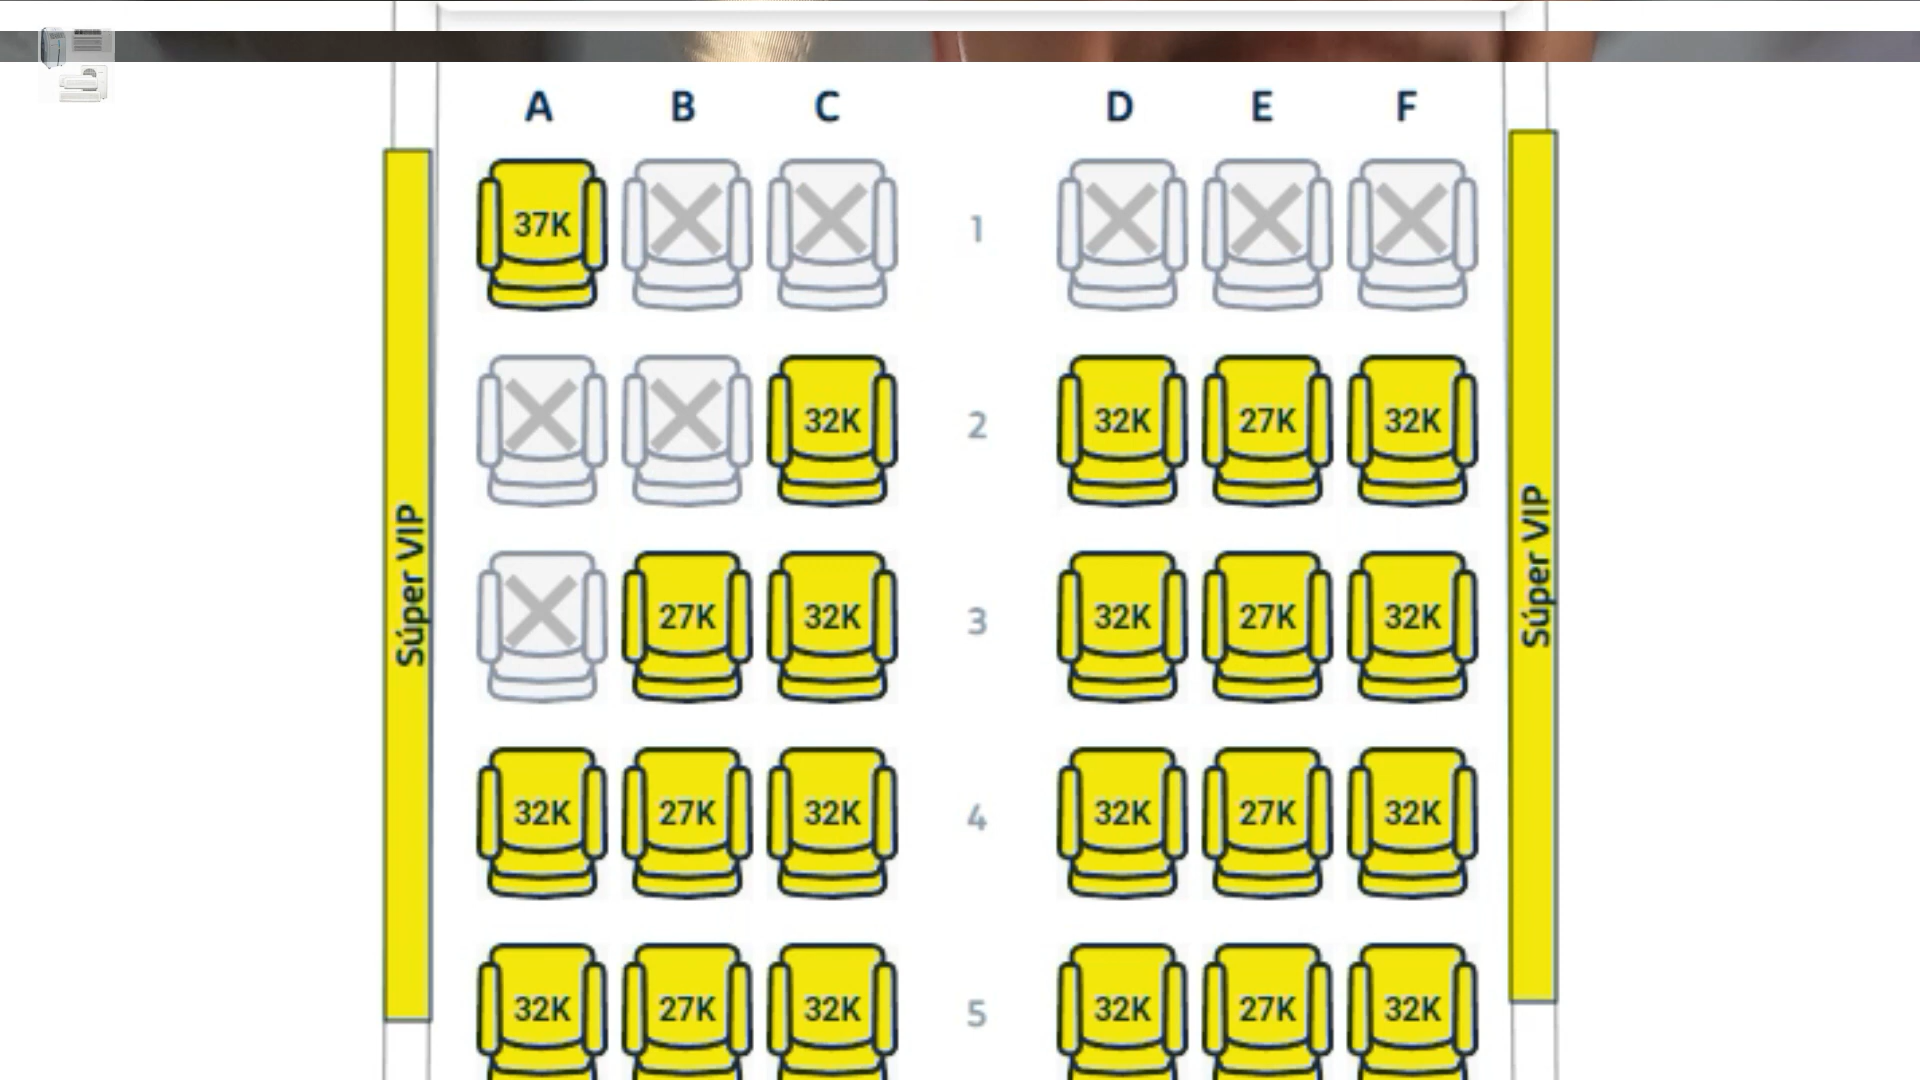 A B C D E F
37K 1
32K 2 32K 27K 32K
27K 32K 3 32K 27K 32K
32K 27K 32K 4 32K 27K 32K
32K 27K 32K 5 32K 27K 32K
Súper VIP
Súper VIP